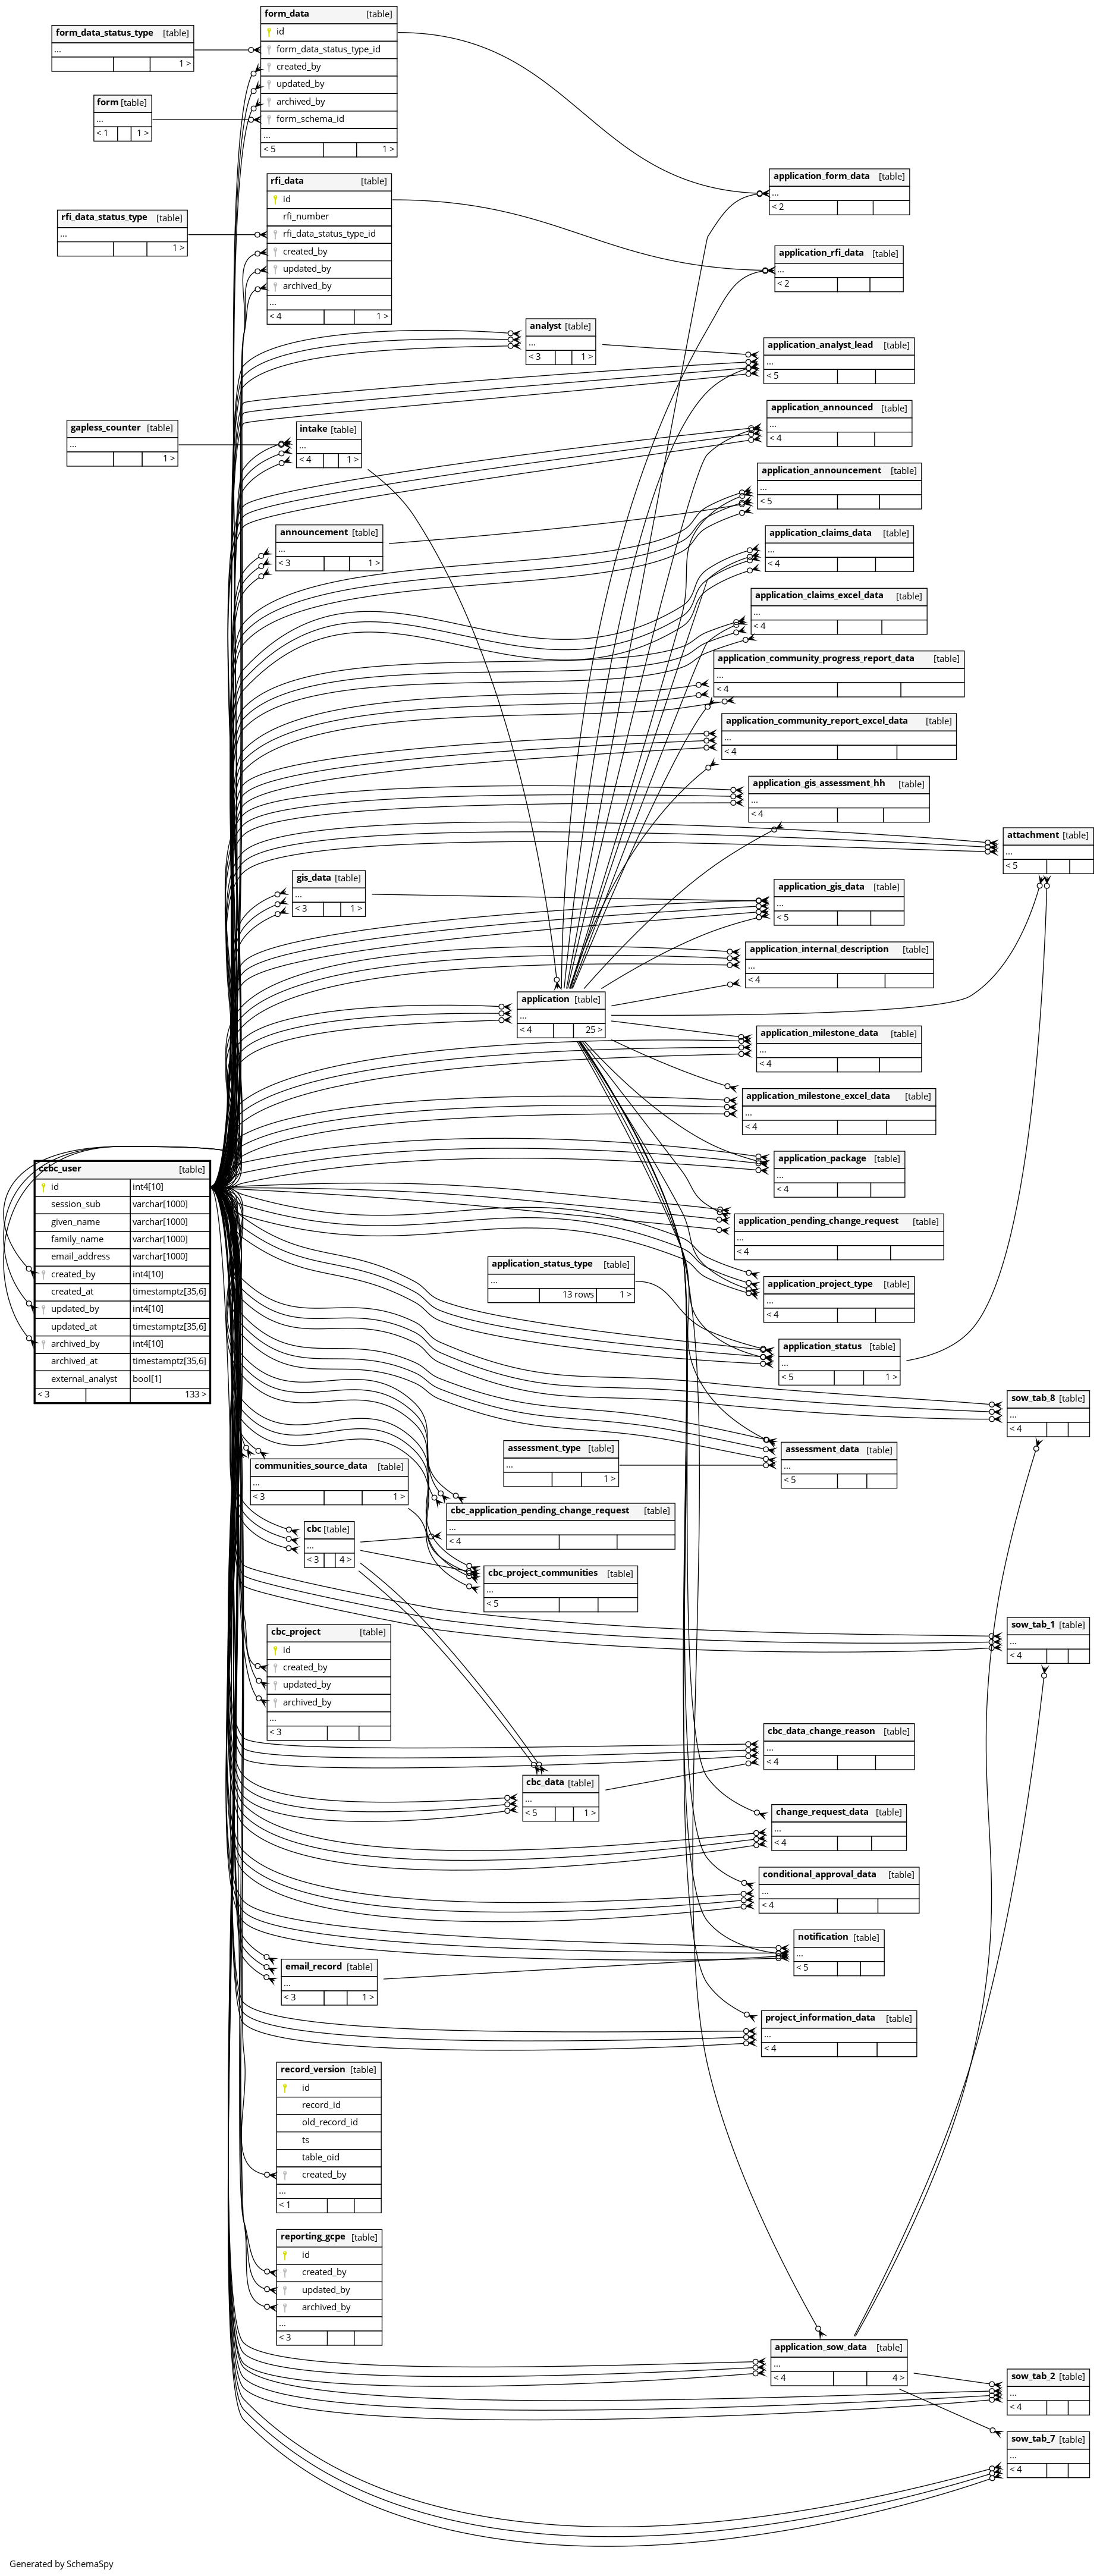 form_data [table]
id
form_data_status_type_id
created_by
updated_by
archived_by
form_schema_id
...
< 5 1 >
form_data_status_type [table]
...
1 >
form [table]
...
< 1 1 >
rfi_data [table]
id
rfi_number
rfi_data_status_type_id
created_by
updated_by
archived_by
...
< 4 1 >
rfi_data_status_type [table]
...
1 >
application_form_data [table]
...
< 2
application_rfi_data [table]
...
< 2
analyst [table]
...
< 3 1 >
application_analyst_lead [table]
...
< 5
gapless_counter [table]
...
1 >
intake [table]
...
< 4 1 >
application_announced [table]
...
< 4
application_announcement [table]
...
< 5
announcement [table]
...
< 3 1 >
application_claims_data [table]
...
< 4
application_claims_excel_data [table]
...
< 4
application_community_progress_report_data [table]
...
< 4
application_community_report_excel_data [table]
...
< 4
application_gis_assessment_hh [table]
...
< 4
attachment [table]
...
< 5
gis_data [table]
...
< 3 1 >
application_gis_data [table]
...
< 5
application_internal_description [table]
...
< 4
application [table]
...
< 4 25 >
application_milestone_data [table]
...
< 4
application_milestone_excel_data [table]
...
< 4
application_package [table]
...
< 4
ccbc_user [table]
id int4[10]
session_sub varchar[1000]
given_name varchar[1000]
family_name varchar[1000]
email_address varchar[1000]
created_by int4[10]
created_at timestamptz[35,6]
updated_by int4[10]
updated_at timestamptz[35,6]
archived_by int4[10]
archived_at timestamptz[35,6]
external_analyst bool[1]
< 3 133 >
application_pending_change_request [table]
...
< 4
application_status_type [table]
...
13 rows 1 >
application_project_type [table]
...
< 4
application_status [table]
...
< 5 1 >
sow_tab_8 [table]
...
< 4
assessment_type [table]
...
1 >
assessment_data [table]
...
< 5
communities_source_data [table]
...
< 3 1 >
cbc_application_pending_change_request [table]
...
< 4
cbc [table]
...
< 3 4 >
cbc_project_communities [table]
...
< 5
cbc_project [table]
id
created_by
updated_by
archived_by
...
< 3
sow_tab_1 [table]
...
< 4
cbc_data_change_reason [table]
...
< 4
cbc_data [table]
...
< 5 1 >
change_request_data [table]
...
< 4
conditional_approval_data [table]
...
< 4
notification [table]
...
< 5
email_record [table]
...
< 3 1 >
project_information_data [table]
...
< 4
record_version [table]
id
record_id
old_record_id
ts
table_oid
created_by
...
< 1
reporting_gcpe [table]
id
created_by
updated_by
archived_by
...
< 3
application_sow_data [table]
...
< 4 4 >
sow_tab_2 [table]
...
< 4
sow_tab_7 [table]
...
< 4
Generated by SchemaSpy